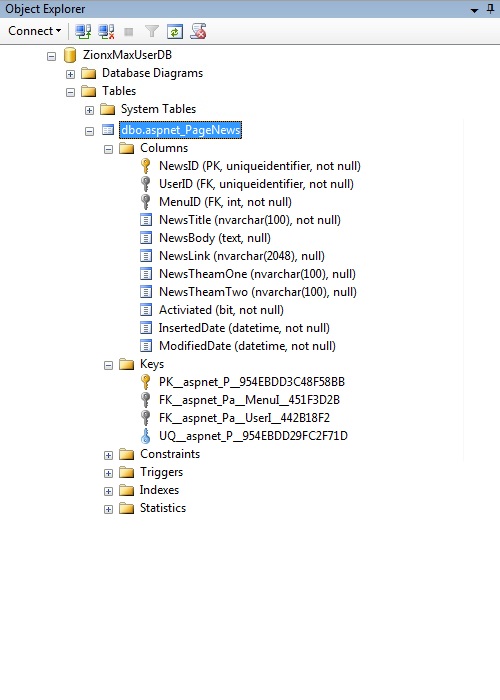 Object Explorer
Connect
ZionxMaxUserDB
Database Diagrams
Tables
System Tables
dbo.aspnet_PageNews
Columns
NewsID (PK, uniqueidentifier, not null)
UserID (FK, uniqueidentifier, not null)
MenuID (FK, int, not null)
NewsTitle (nvarchar(100), not null)
NewsBody (text, null)
NewsLink (nvarchar(2048), null)
NewsTheamOne (nvarchar(100), null)
NewsTheamTwo (nvarchar(100), null)
Activiated (bit, not null)
InsertedDate (datetime, not null)
ModifiedDate (datetime, not null)
Keys
PK__aspnet_P__954EBDD3C48F58BB
FK__aspnet_Pa__MenuI__451F3D2B
FK__aspnet_Pa__UserI__442B18F2
UQ__aspnet_P__954EBDD29FC2F71D
Constraints
Triggers
Indexes
Statistics